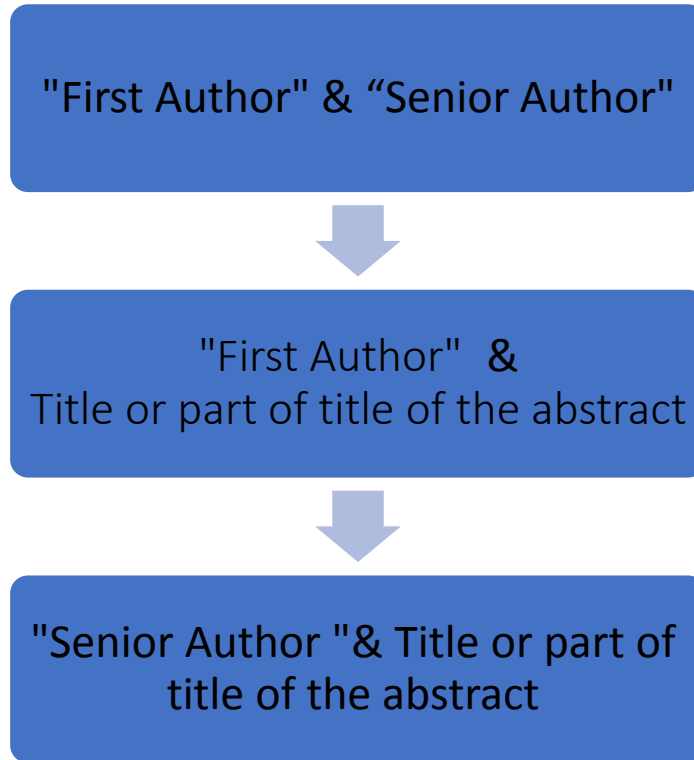 "First Author" & “Senior Author"
"First Author"  &
Title or part of title of the abstract
"Senior Author "& Title or part of
title of the abstract